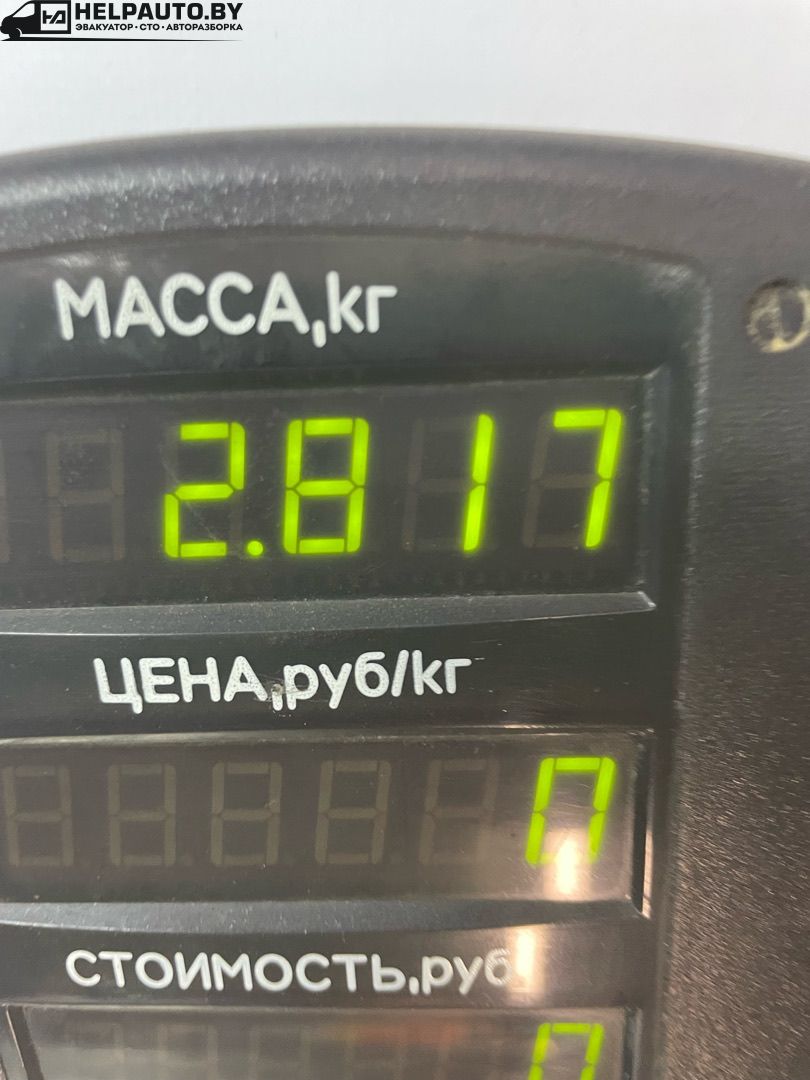 HELPAUTO.BY
ЭВАКУАТОР • СТО • АВТОРАЗБОРКА
МАССА,кг
2.817
ЦЕНА,руб/кг
0
СТОИМОСТЬ,руб
0